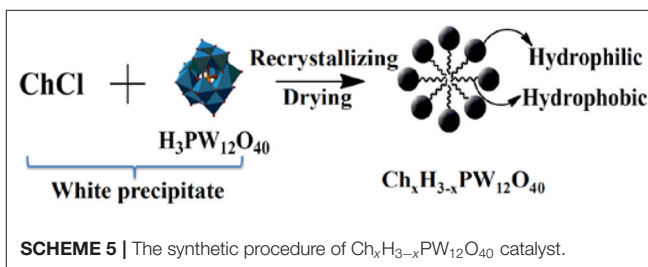 ChCl
H₃PW₁₂O₄₀
White precipitate
Recrystallizing
Drying
Hydrophilic
Hydrophobic
ChₓH₃₋ₓPW₁₂O₄₀
SCHEME 5 | The synthetic procedure of ChₓH₃₋ₓPW₁₂O₄₀ catalyst.